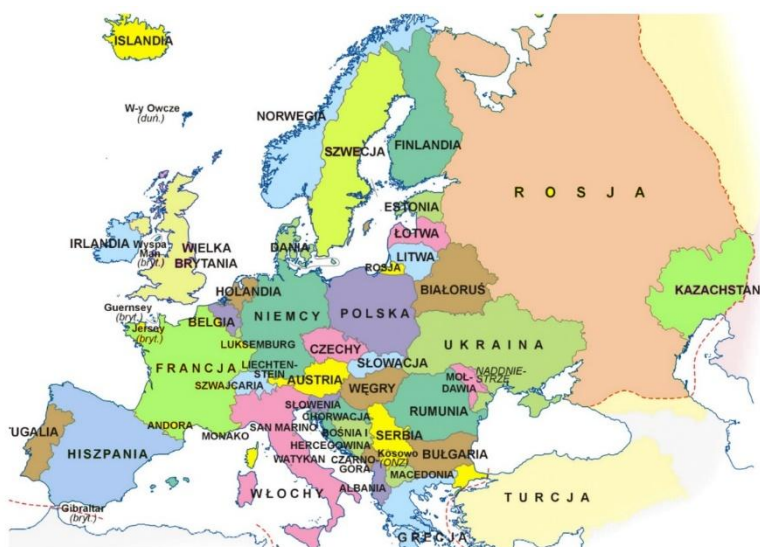 ISLANDIA
W-y Owcze
(duń.)
NORWEGIA
SZWECJA
FINLANDIA
ROSJA
ESTONIA
ŁOTWA
LITWA
ROSJA
DANIA
IRLANDIA
Wyspa
Man
(bryt.)
WIELKA
BRYTANIA
HOLANDIA
BIAŁORUŚ
KAZACHSTAN
Guernsey
(bryt.)
Jersey
(bryt.)
BELGIA
NIEMCY
POLSKA
UKRAINA
LUKSEMBURG
CZECHY
SŁOWACJA
FRANCJA
LIECHTEN-
STEIN
SZWAJCARIA
AUSTRIA
WĘGRY
MOŁ-
DAWIA
NADDNIE-
STRZE
SŁOWENIA
CHORWACJA
RUMUNIA
ANDORA
MONAKO
SAN MARINO
BOŚNIA I
HERCEGOWINA
SERBIA
UGALIA
HISZPANIA
WATYKAN
CZARNO-
GÓRA
Kosowo
(ONZ)
BUŁGARIA
MACEDONIA
WŁOCHY
ALBANIA
TURCJA
Gibraltar
(bryt.)
GRECJA